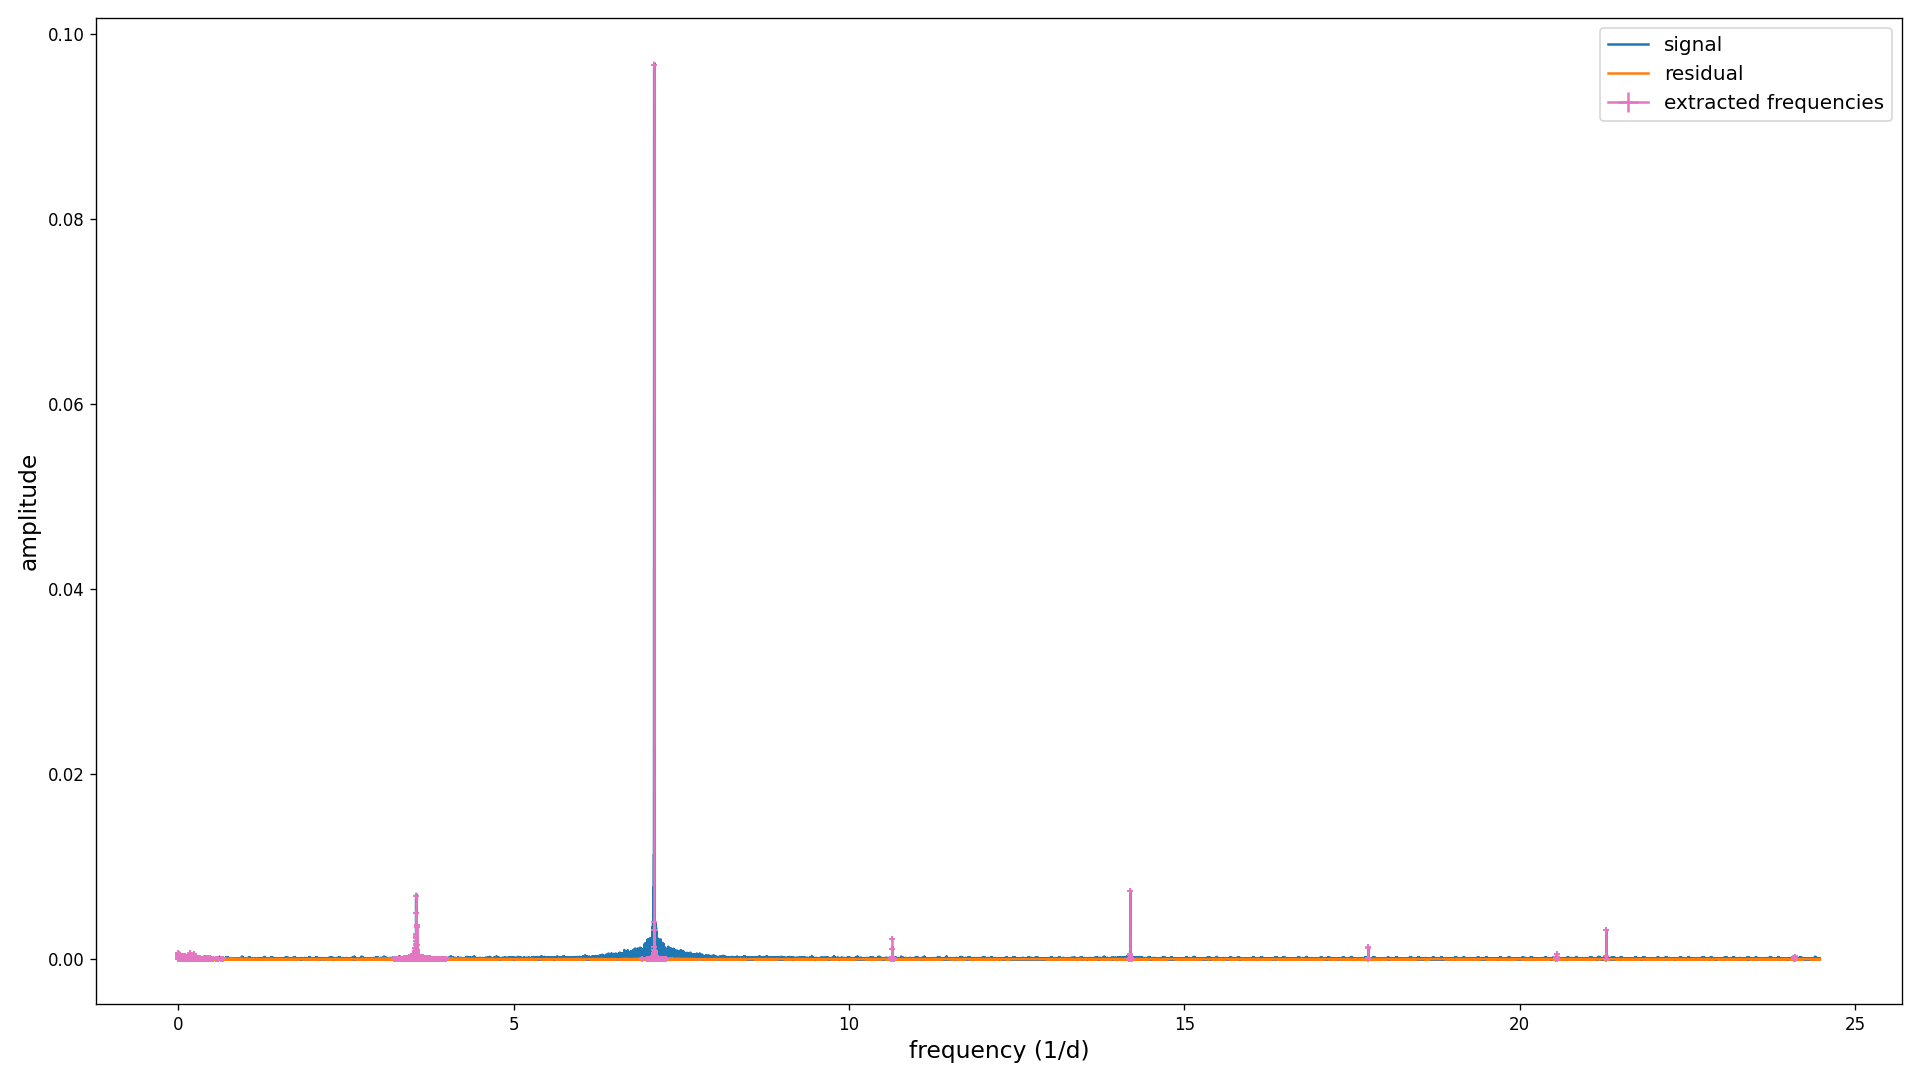 0.10
0.08
0.06
0.04
0.02
0.00
amplitude
signal
residual
extracted frequencies
0 5 10 15 20 25
frequency (1/d)